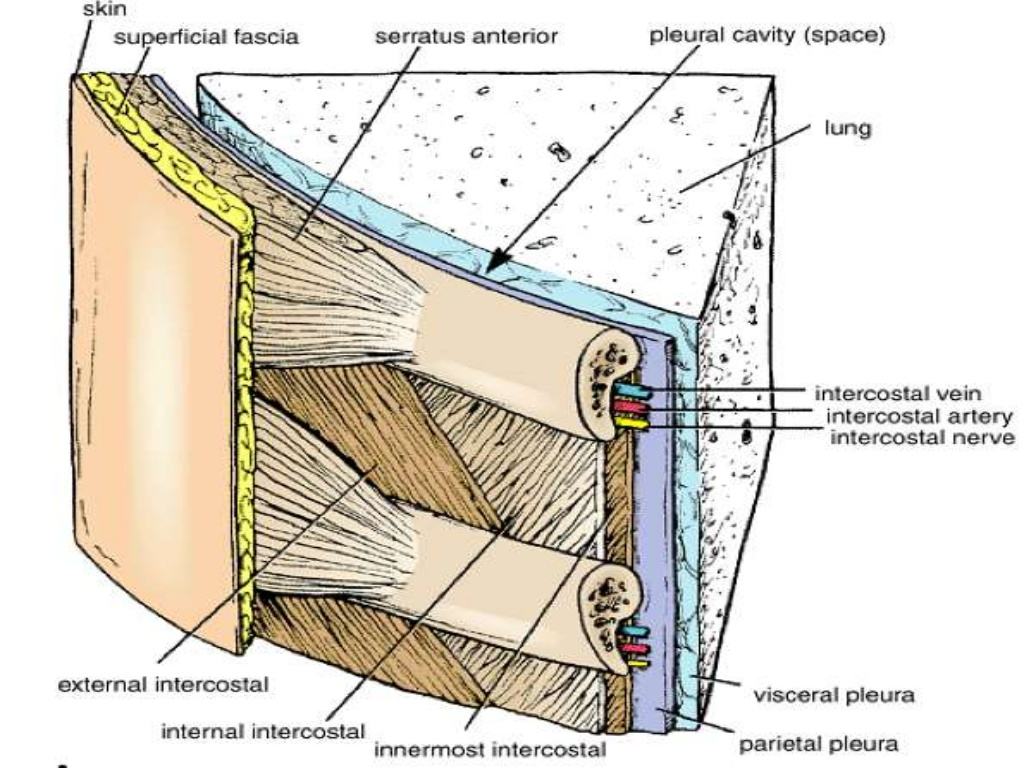 skin
superficial fascia
serratus anterior
pleural cavity (space)
lung
intercostal vein
intercostal artery
intercostal nerve
external intercostal
internal intercostal
innermost intercostal
visceral pleura
parietal pleura